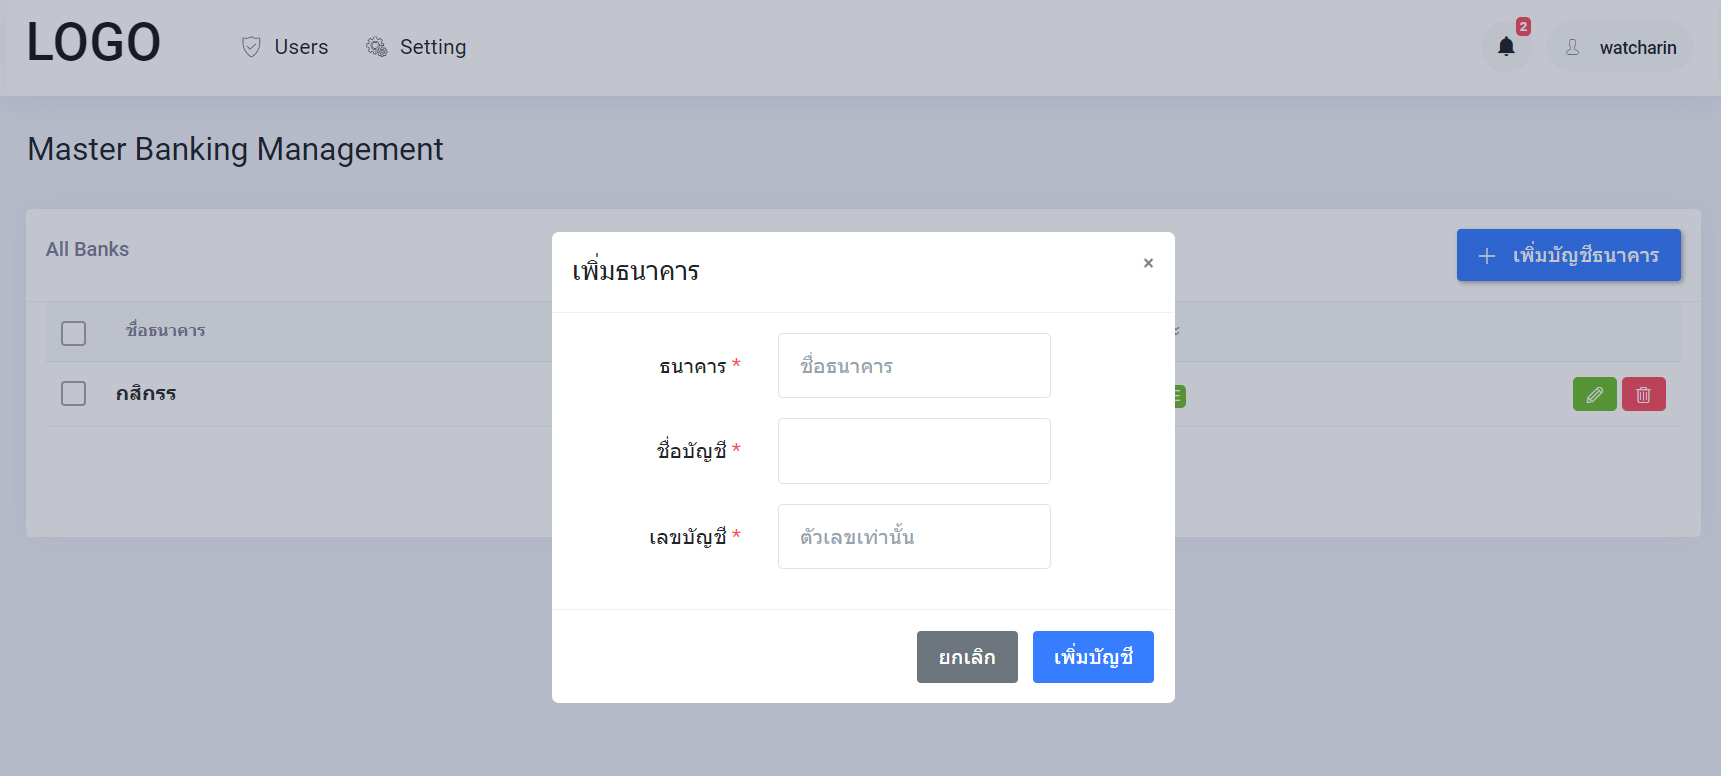 LOGO
Users
Setting
2
watcharin
Master Banking Management
All Banks
เพิ่มบัญชีธนาคาร
ชื่อธนาคาร
กสิกรร
เพิ่มธนาคาร
×
ธนาคาร *
ชื่อธนาคาร
ชื่อบัญชี *
เลขบัญชี *
ตัวเลขเท่านั้น
ยกเลิก
เพิ่มบัญชี